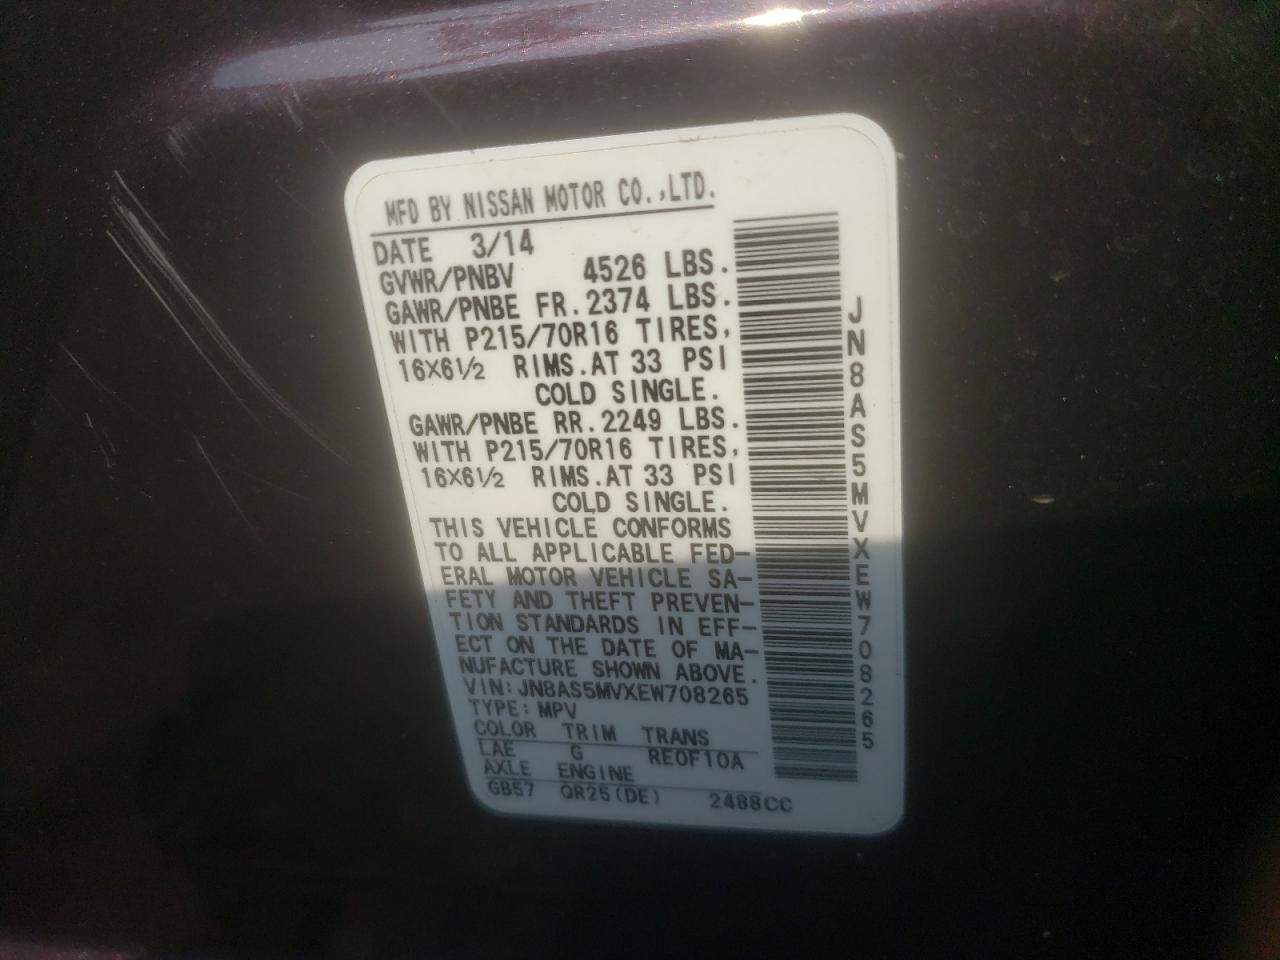 MFD BY NISSAN MOTOR CO.,LTD.
DATE 3/14
GVWR/PNBV 4526 LBS.
GAWR/PNBE FR.2374 LBS.
WITH P215/70R16 TIRES,
16X6½ RIMS.AT 33 PSI
COLD SINGLE.
GAWR/PNBE RR.2249 LBS.
WITH P215/70R16 TIRES,
16X6½ RIMS.AT 33 PSI
COLD SINGLE.
THIS VEHICLE CONFORMS
TO ALL APPLICABLE FED-
ERAL MOTOR VEHICLE SA-
FETY AND THEFT PREVEN-
TION STANDARDS IN EFF-
ECT ON THE DATE OF MA-
NUFACTURE SHOWN ABOVE.
VIN:JN8AS5MVXEW708265
TYPE:MPV
COLOR TRIM TRANS
LAE G RE0F10A
AXLE ENGINE
GB57 QR25(DE) 2488CC
JN8AS5MVXEW708265